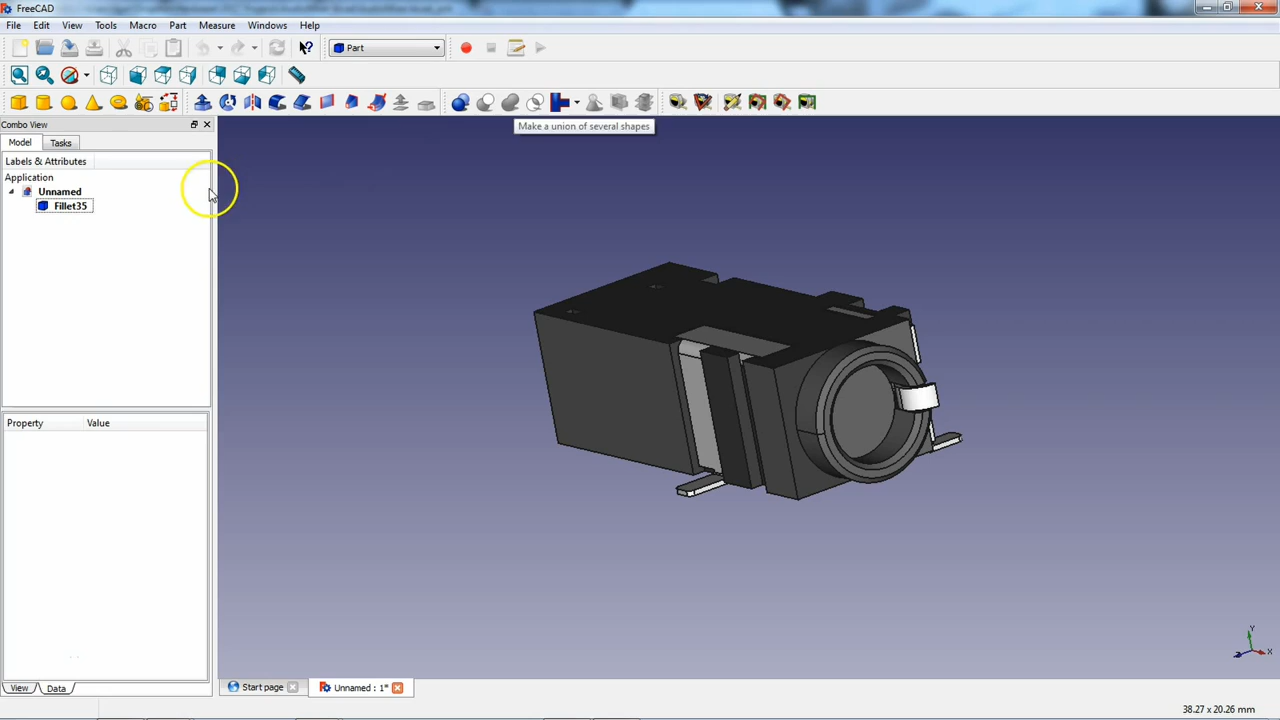 FreeCAD
File Edit View Tools Macro Part Measure Windows Help
Part
Make a union of several shapes
Combo View
Model Tasks
Labels & Attributes
Application
Unnamed
Fillet35
Property Value
View Data
Start page
Unnamed : 1*
Y
X
Z
38.27 x 20.26 mm